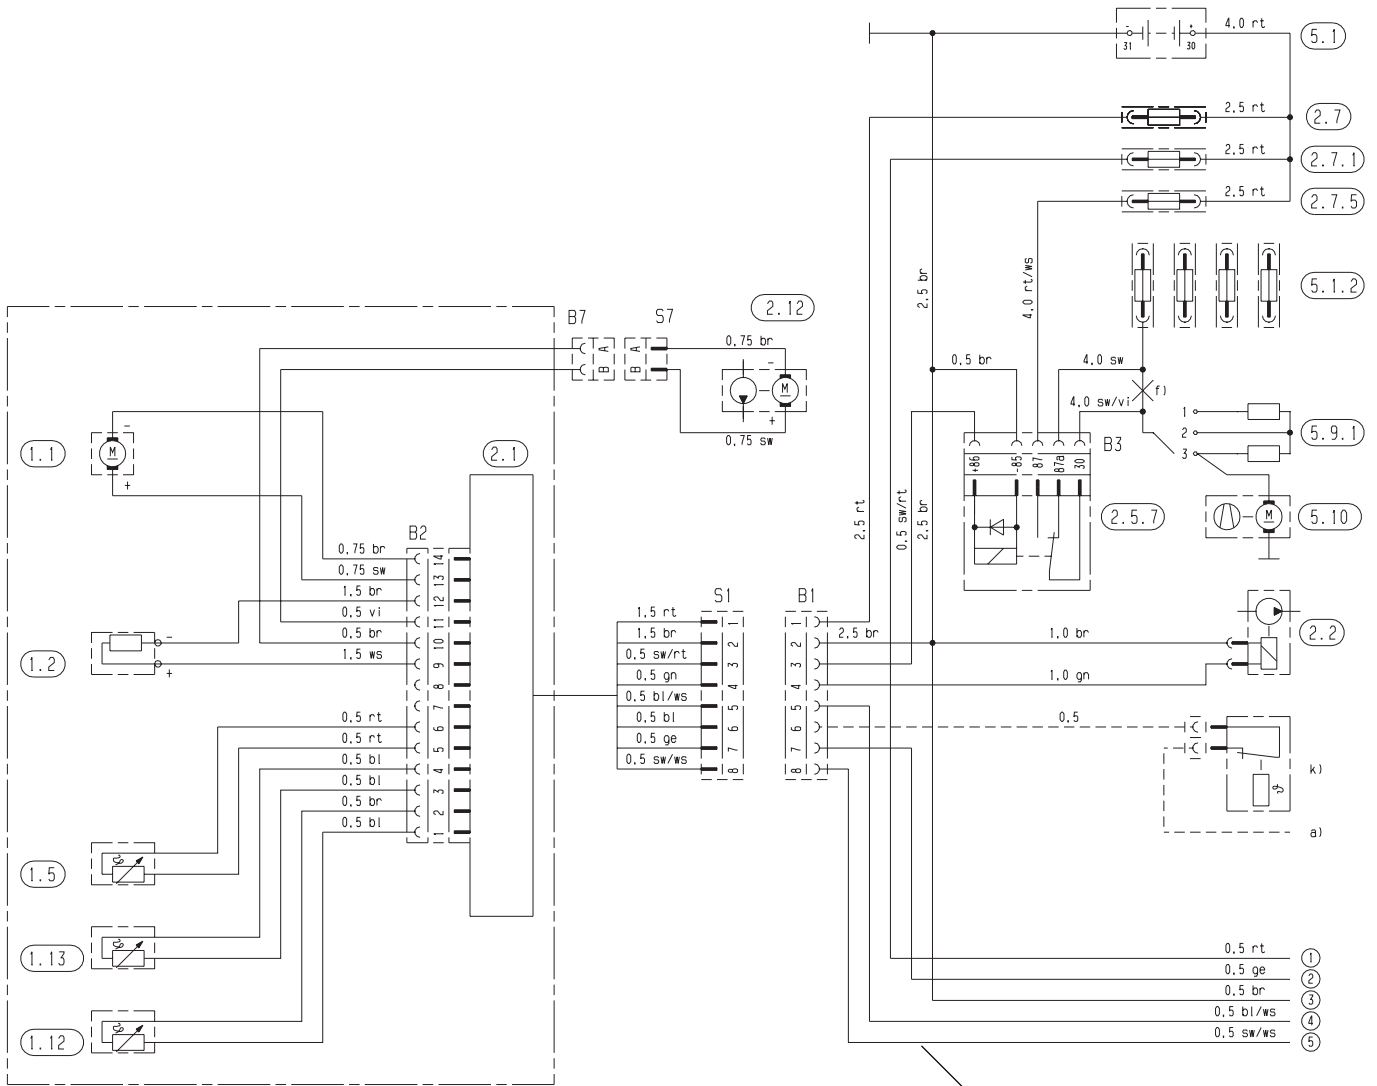 4.0 rt
5.1
-
+
31
30
2.5 rt
2.7
2.5 rt
2.7.1
2.5 rt
2.7.5
2.5 br
4.0 rt/ws
5.1.2
B7
S7
2.12
A
B
A
B
0.75 br
-
M
+
0.75 sw
0.5 br
4.0 sw
f)
4.0 sw/vi
1
2
3
5.9.1
B3
+86
-85
87
87a
30
2.5.7
M
5.10
2.5 rt
0.5 sw/rt
2.5 br
1.1
-
M
+
2.1
B2
0.75 br
14
0.75 sw
13
1.5 br
12
0.5 vi
11
0.5 br
10
1.5 ws
9
8
7
0.5 rt
6
0.5 rt
5
0.5 bl
4
0.5 bl
3
0.5 br
2
0.5 bl
1
1.2
-
+
1.5
1.13
1.12
S1
B1
1.5 rt
1
1.5 br
2
0.5 sw/rt
3
0.5 gn
4
0.5 bl/ws
5
0.5 bl
6
0.5 ge
7
0.5 sw/ws
8
1
2
3
4
5
6
7
8
2.5 br
1.0 br
2.2
1.0 gn
0.5
ϑ
k)
a)
0.5 rt
1
0.5 ge
2
0.5 br
3
0.5 bl/ws
4
0.5 sw/ws
5